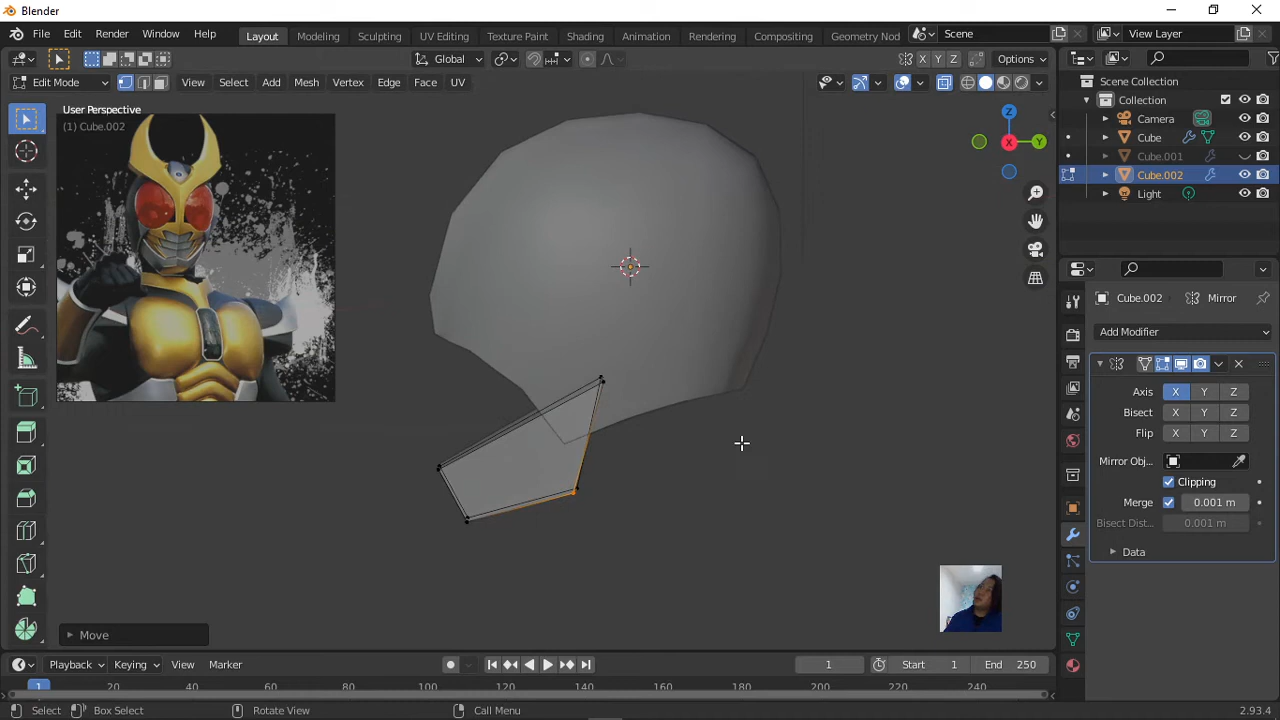 Blender
File Edit Render Window Help
Layout Modeling Sculpting UV Editing Texture Paint Shading Animation Rendering Compositing Geometry Nod
Scene View Layer
Global Options X Y Z
Edit Mode View Select Add Mesh Vertex Edge Face UV
User Perspective
(1) Cube.002
Z
X Y
Scene Collection
Collection
Camera
Cube
Cube.001
Cube.002
Light
Cube.002 Mirror
Add Modifier
Axis X Y Z
Bisect X Y Z
Flip X Y Z
Mirror Obj..
Clipping
Merge 0.001 m
Bisect Dist.. 0.001 m
Data
Move
Playback Keying View Marker 1 Start 1 End 250
1 20 40 60 80 100 120 140 160 180 200 220 240
Select Box Select Rotate View Call Menu 2.93.4